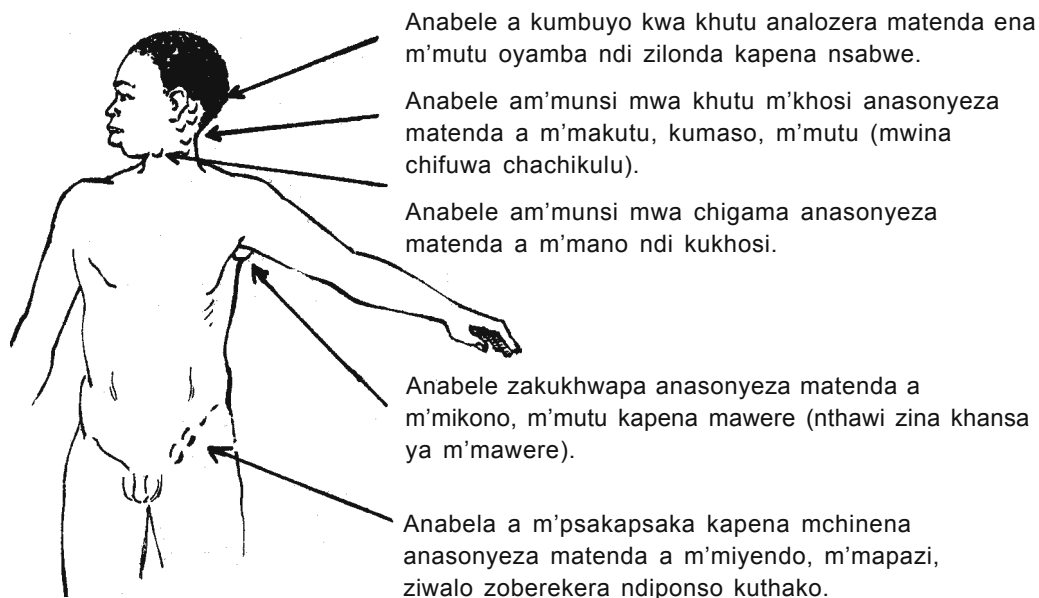 Anabele a kumbuyo kwa khutu analozera matenda ena
m’mutu oyamba ndi zilonda kapena nsabwe.
Anabele am’munsi mwa khutu m’khosi anasonyeza
matenda a m’makutu, kumaso, m’mutu (mwina
chifuwa chachikulu).
Anabele am’munsi mwa chigama anasonyeza
matenda a m’mano ndi kukhosi.
Anabele zakukhwapa anasonyeza matenda a
m’mikono, m’mutu kapena mawere (nthawi zina khansa
ya m’mawere).
Anabela a m’psakapsaka kapena mchinena
anasonyeza matenda a m’miyendo, m’mapazi,
ziwalo zoberekera ndiponso kuthako.